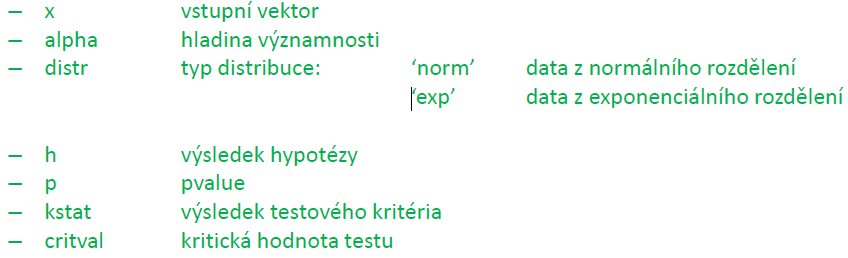 – x vstupní vektor
– alpha hladina významnosti
– distr typ distribuce: ‘norm’ data z normálního rozdělení
‘exp’ data z exponenciálního rozdělení
– h výsledek hypotézy
– p pvalue
– kstat výsledek testového kritéria
– critval kritická hodnota testu